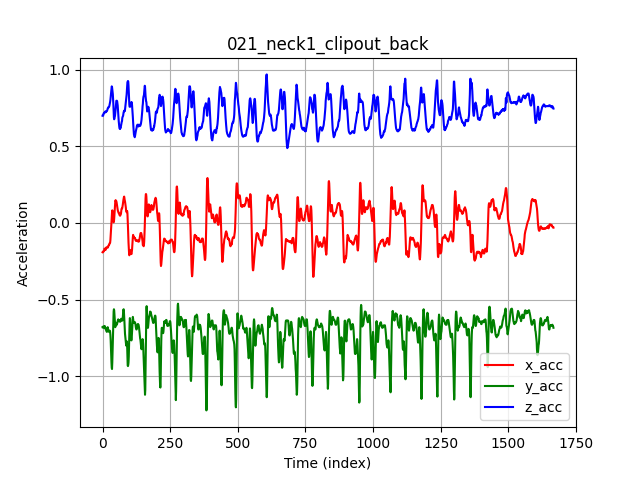 021_neck1_clipout_back
1.0
0.5
0.0
−0.5
−1.0
Acceleration
0
250
500
750
1000
1250
1500
1750
Time (index)
x_acc
y_acc
z_acc